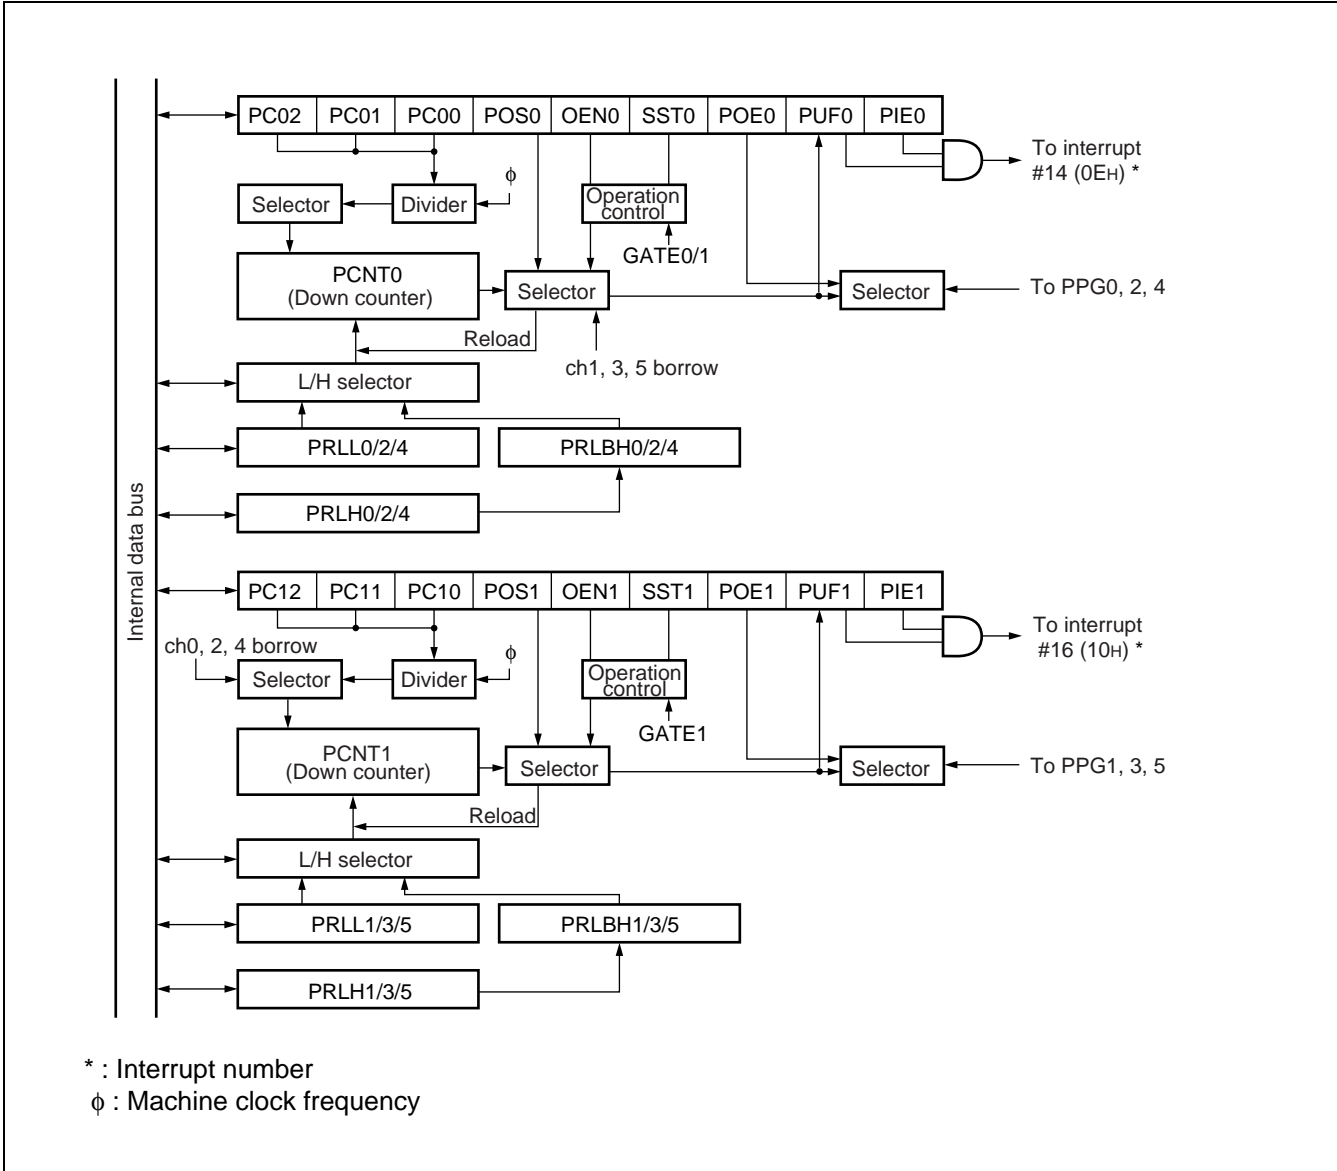 PC02 PC01 PC00 POS0 OEN0 SST0 POE0 PUF0 PIE0
To interrupt
#14 (0EH) *
ϕ
Selector
Divider
Operation
control
GATE0/1
PCNT0
(Down counter)
Selector
Selector
To PPG0, 2, 4
Reload
ch1, 3, 5 borrow
L/H selector
PRLL0/2/4
PRLBH0/2/4
PRLH0/2/4
Internal data bus
PC12 PC11 PC10 POS1 OEN1 SST1 POE1 PUF1 PIE1
To interrupt
#16 (10H) *
ch0, 2, 4 borrow
ϕ
Selector
Divider
Operation
control
GATE1
PCNT1
(Down counter)
Selector
Selector
To PPG1, 3, 5
Reload
L/H selector
PRLL1/3/5
PRLBH1/3/5
PRLH1/3/5
* : Interrupt number
ϕ : Machine clock frequency